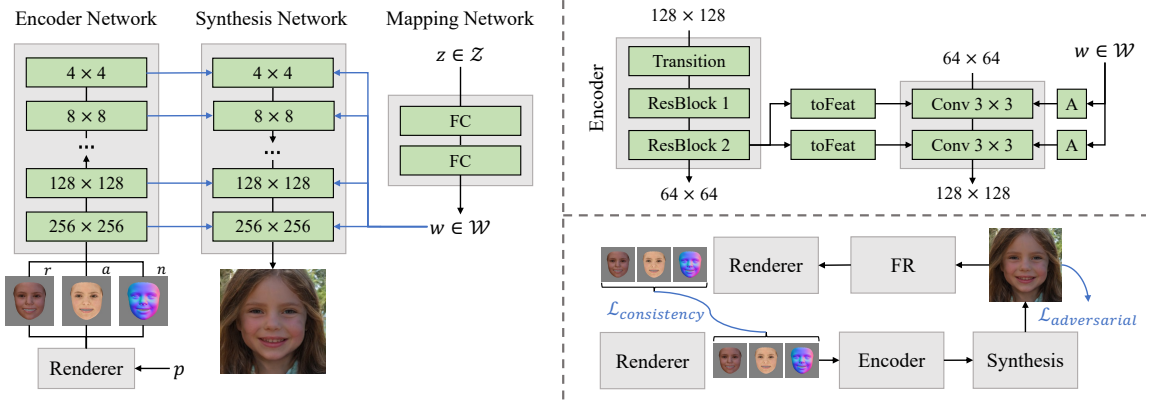 Encoder Network
Synthesis Network
Mapping Network
4 × 4
8 × 8
...
128 × 128
256 × 256
4 × 4
8 × 8
...
128 × 128
256 × 256
z ∈ 𝒵
FC
FC
w ∈ 𝒲
r
a
n
Renderer
p
128 × 128
Encoder
Transition
ResBlock 1
ResBlock 2
64 × 64
toFeat
toFeat
64 × 64
Conv 3 × 3
Conv 3 × 3
128 × 128
w ∈ 𝒲
A
A
Renderer
FR
ℒconsistency
ℒadversarial
Renderer
Encoder
Synthesis